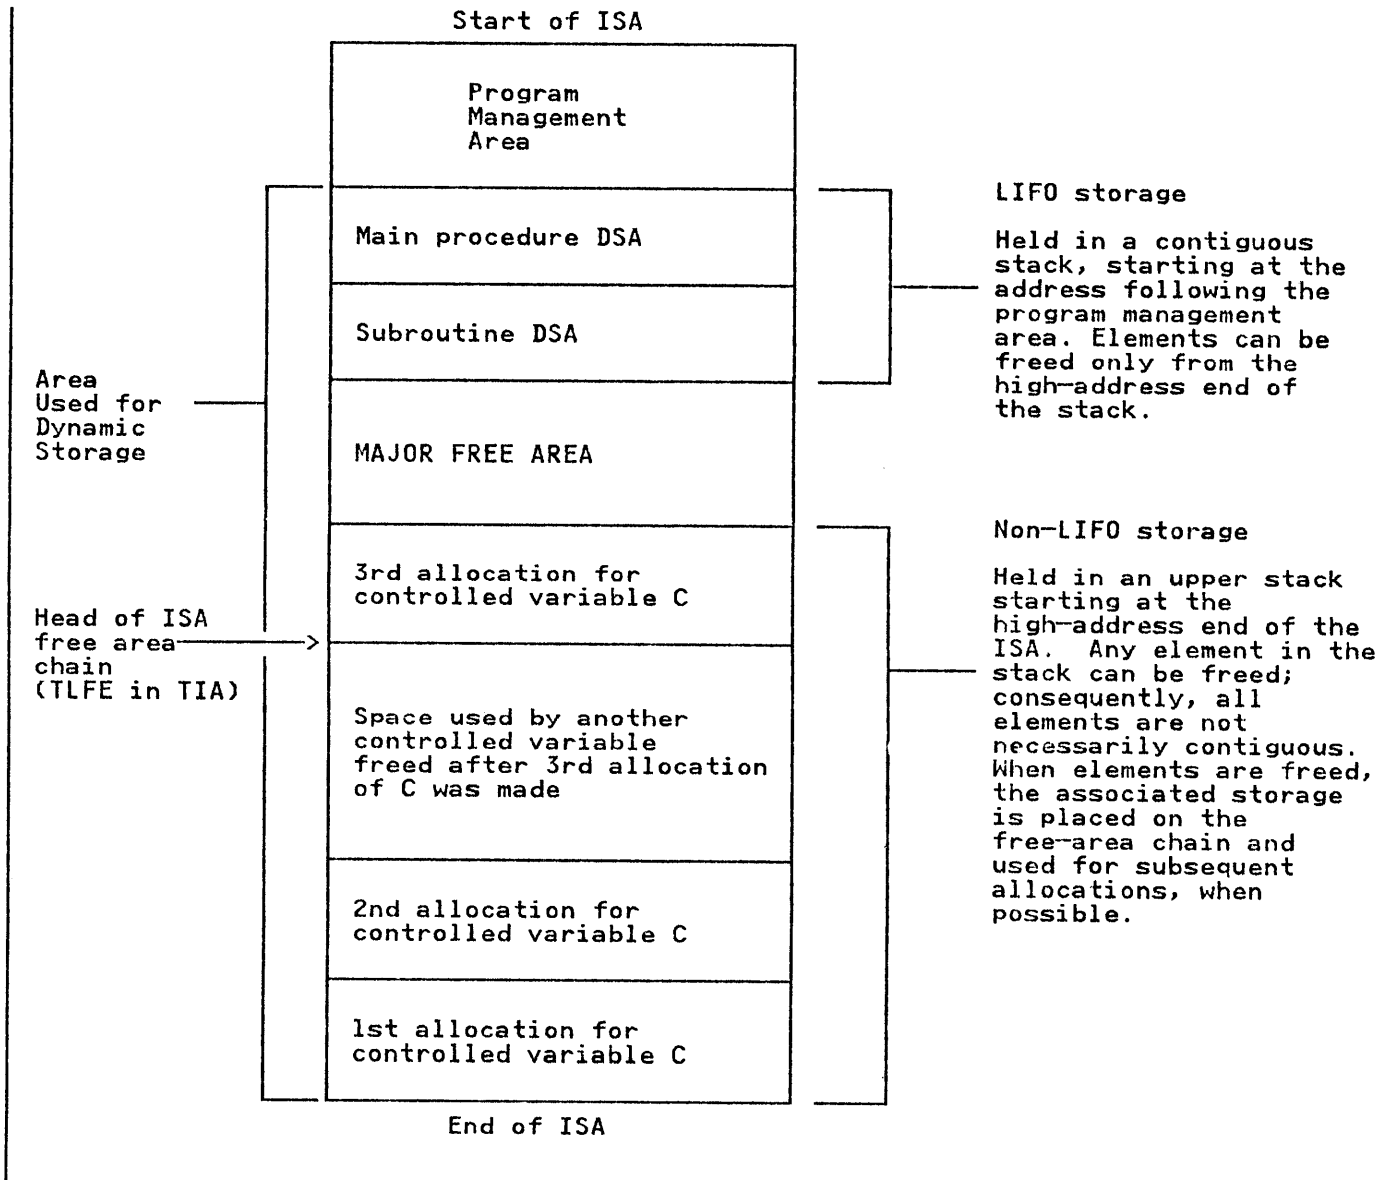 Start of ISA
Program
Management
Area
Main procedure DSA
Subroutine DSA
MAJOR FREE AREA
3rd allocation for
controlled variable C
Space used by another
controlled variable
freed after 3rd allocation
of C was made
2nd allocation for
controlled variable C
1st allocation for
controlled variable C
End of ISA
Area
Used for
Dynamic
Storage
Head of ISA
free area
chain
(TLFE in TIA)
LIFO storage
Held in a contiguous
stack, starting at the
address following the
program management
area. Elements can be
freed only from the
high-address end of
the stack.
Non-LIFO storage
Held in an upper stack
starting at the
high-address end of the
ISA. Any element in the
stack can be freed;
consequently, all
elements are not
necessarily contiguous.
When elements are freed,
the associated storage
is placed on the
free-area chain and
used for subsequent
allocations, when
possible.